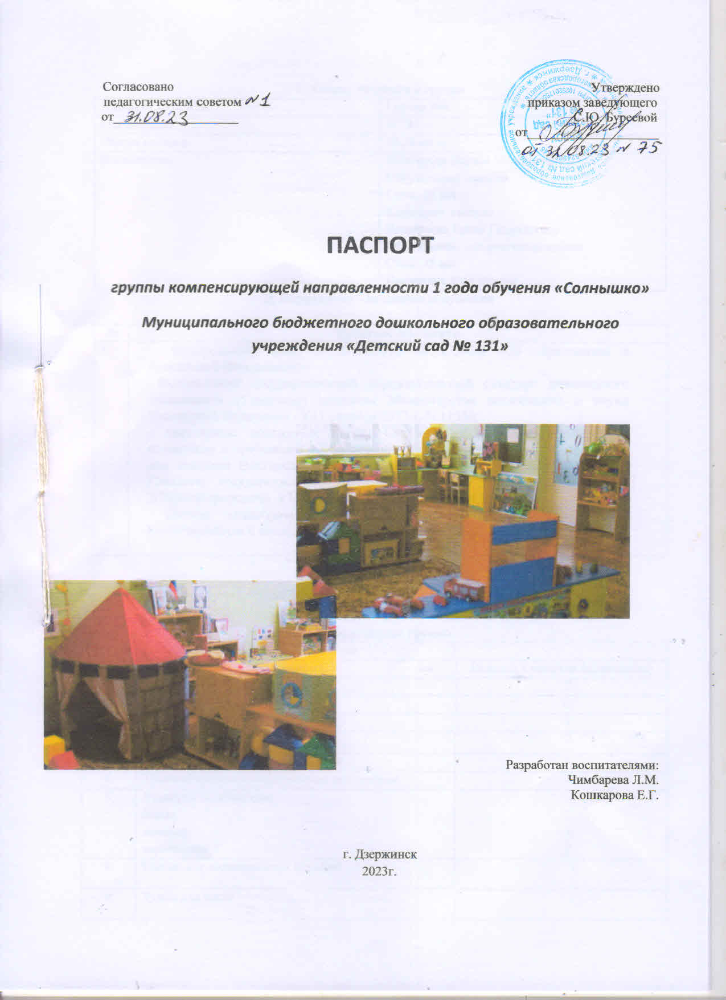 Согласовано
педагогическим советом №1
от 31.08.23
Утверждено
приказом заведующего
С.Ю. Буреевой
от
от 31.08.23 № 75
ПАСПОРТ
группы компенсирующей направленности 1 года обучения «Солнышко»
Муниципального бюджетного дошкольного образовательного
учреждения «Детский сад № 131»
Разработан воспитателями:
Чимбарева Л.М.
Кошкарова Е.Г.
г. Дзержинск
2023г.